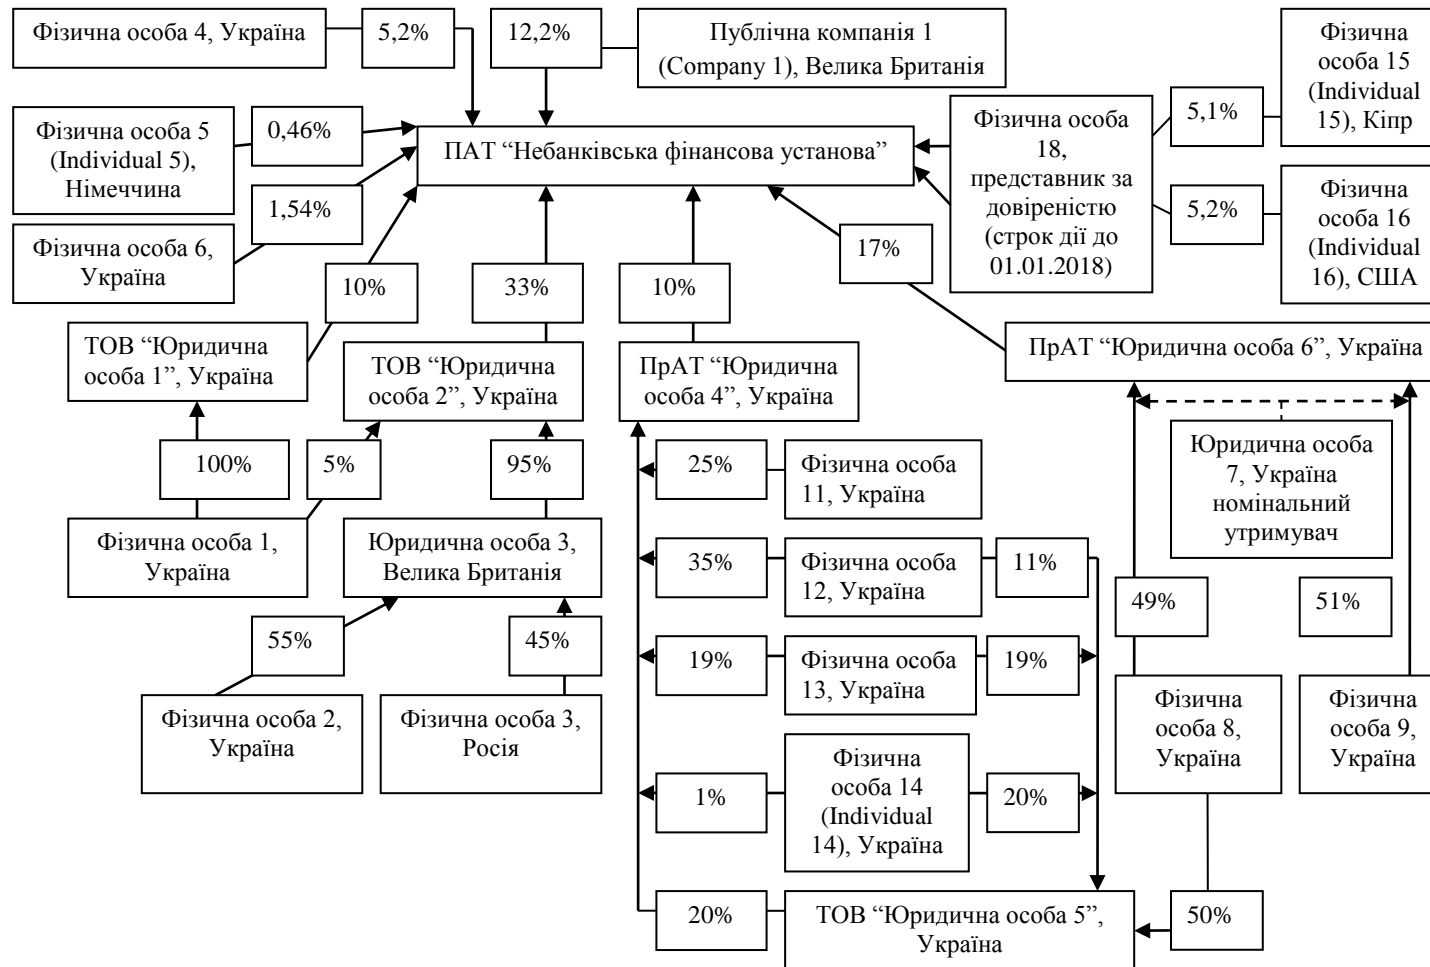 Фізична особа 4, Україна
5,2%
12,2%
Публічна компанія 1
(Company 1), Велика Британія
Фізична
особа 15
(Individual
15), Кіпр
5,1%
Фізична особа 5
(Individual 5),
Німеччина
0,46%
ПАТ “Небанківська фінансова установа”
Фізична особа
18,
представник за
довіреністю
(строк дії до
01.01.2018)
5,2%
Фізична
особа 16
(Individual
16), США
Фізична особа 6,
Україна
1,54%
10%
33%
10%
17%
ТОВ “Юридична
особа 1”, Україна
ТОВ “Юридична
особа 2”, Україна
ПрАТ “Юридична
особа 4”, Україна
ПрАТ “Юридична особа 6”, Україна
100%
5%
95%
25%
Фізична особа
11, Україна
Юридична особа
7, Україна
номінальний
утримувач
Фізична особа 1,
Україна
Юридична особа 3,
Велика Британія
35%
Фізична особа
12, Україна
11%
49%
51%
55%
45%
19%
Фізична особа
13, Україна
19%
Фізична особа 2,
Україна
Фізична особа 3,
Росія
Фізична
особа 8,
Україна
Фізична
особа 9,
Україна
1%
Фізична
особа 14
(Individual
14), Україна
20%
20%
ТОВ “Юридична особа 5”,
Україна
50%